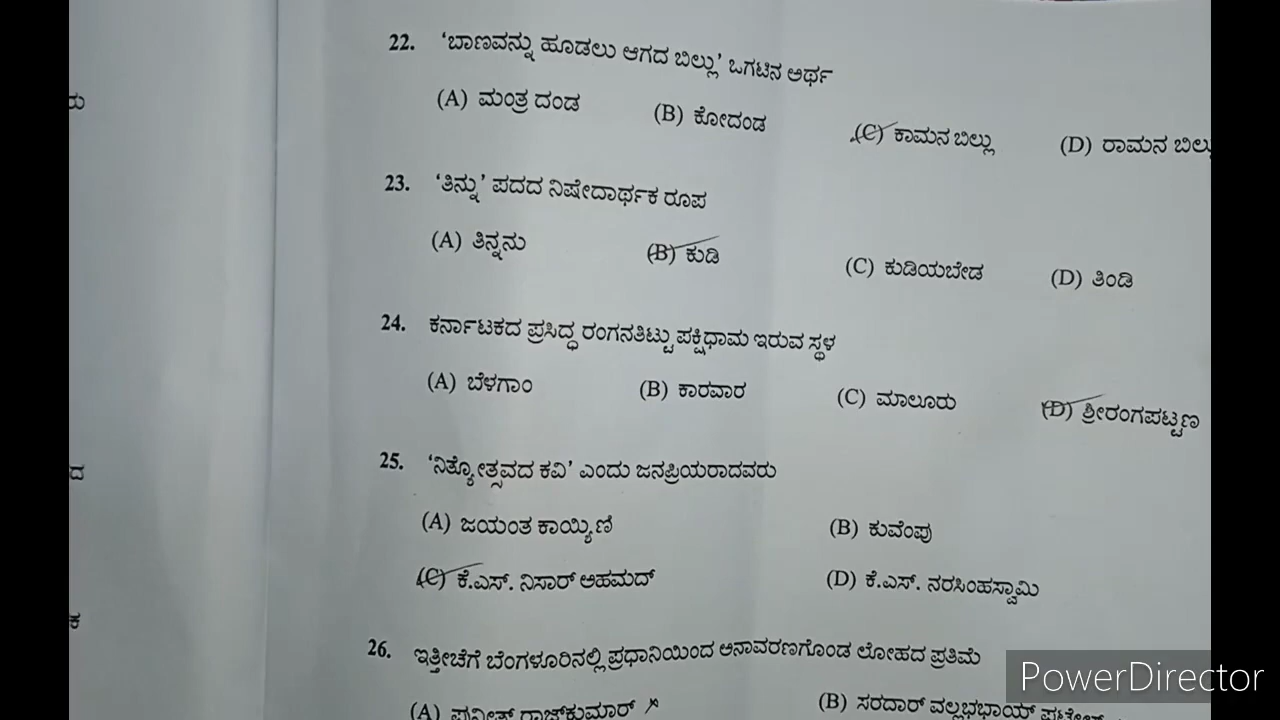 22. 'ಬಾಣವನ್ನು ಹೂಡಲು ಆಗದ ಬಿಲ್ಲು' ಒಗಟಿನ ಅರ್ಥ
(A) ಮಂತ್ರ ದಂಡ (B) ಕೋದಂಡ (C) ಕಾಮನ ಬಿಲ್ಲು (D) ರಾಮನ
ರು
23. 'ತಿನ್ನು' ಪದದ ನಿಷೇದಾರ್ಥಕ ರೂಪ
(A) ತಿನ್ನನು (B) ಕುಡಿ (C) ಕುಡಿಯಬೇಡ (D) ತಿಂಡಿ
24. ಕರ್ನಾಟಕದ ಪ್ರಸಿದ್ಧ ರಂಗನತಿಟ್ಟು ಪಕ್ಷಿಧಾಮ ಇರುವ ಸ್ಥಳ
(A) ಬೆಳಗಾಂ (B) ಕಾರವಾರ (C) ಮಾಲೂರು (D) ಶ್ರೀರಂಗಪಟ್ಟಣ
25. 'ನಿತ್ಯೋತ್ಸವದ ಕವಿ' ಎಂದು ಜನಪ್ರಿಯರಾದವರು
ದ
(A) ಜಯಂತ ಕಾಯ್ಕಿಣಿ (B) ಕುವೆಂಪು
(C) ಕೆ.ಎಸ್. ನಿಸಾರ್ ಅಹಮದ್ (D) ಕೆ.ಎಸ್. ನರಸಿಂಹಸ್ವಾಮಿ
ಕ
26. ಇತ್ತೀಚೆಗೆ ಬೆಂಗಳೂರಿನಲ್ಲಿ ಪ್ರಧಾನಿಯಿಂದ ಅನಾವರಣಗೊಂಡ ಲೋಹದ ಪ್ರತಿಮೆ
(A) ಪುನೀತ್ ರಾಜ್‌ಕುಮಾರ್ (B) ಸರದಾರ್ ವಲ್ಲಭಭಾಯ್ ಪಟೇಲ್
PowerDirector